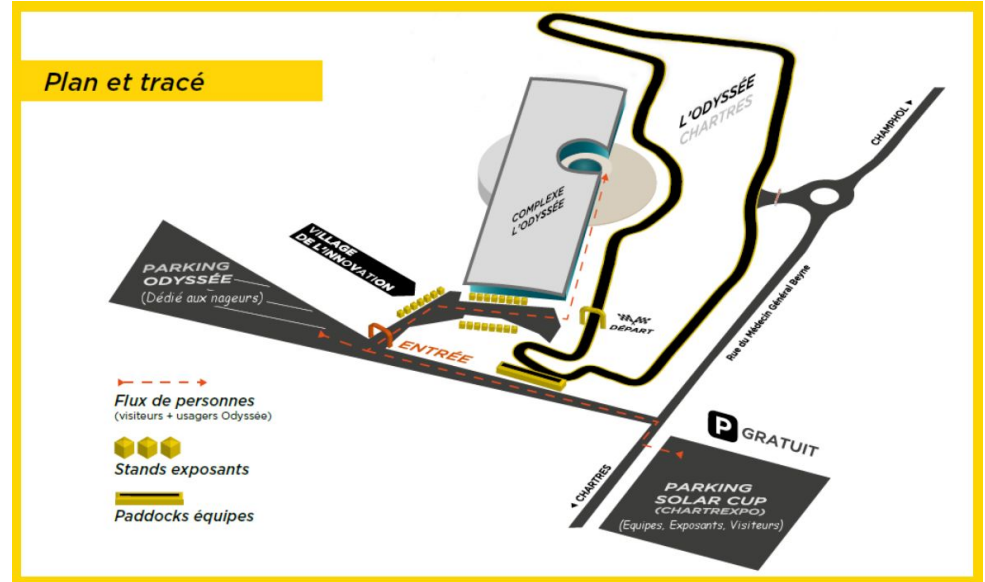 Plan et tracé
L'ODYSSÉE
CHARTRES
CHAMPHOL
COMPLEXE
L'ODYSSÉE
VILLAGE
DE L'INNOVATION
PARKING
ODYSSÉE
(Dédié aux nageurs)
Rue du Médecin Général Beyne
DÉPART
ENTRÉE
Flux de personnes
(visiteurs + usagers Odyssée)
Stands exposants
Paddocks équipes
P GRATUIT
CHARTRES
PARKING
SOLAR CUP
(CHARTREXPO)
(Equipes, Exposants, Visiteurs)